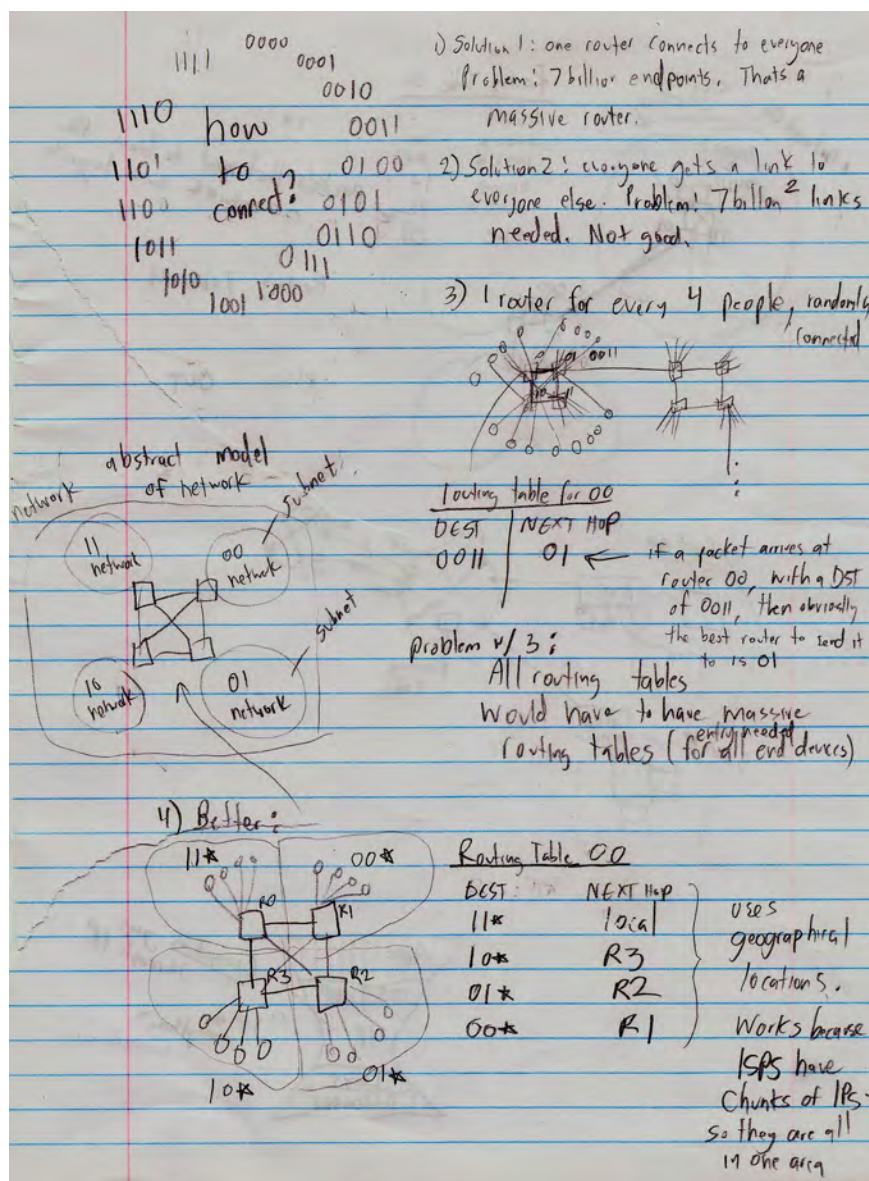 0000
1111
0001
0010
1110
how
0011
1101
to
0100
1100
connect?
0101
1011
0110
0111
1010
1001
1000
1) Solution 1: one router connects to everyone
Problem: 7 billion endpoints. Thats a
massive router.
2) Solution 2: everyone gets a link to
everyone else. Problem! 7 billion² links
needed. Not good.
3) 1 router for every 4 people, randomly
connected
01
0011
10
11
routing table for 00
DEST NEXT HOP
0011 01 ← if a packet arrives at
router 00, with a DST
of 0011, then obviously
the best router to send it
to is 01
problem w/ 3:
All routing tables
Would have to have massive
routing tables (entry needed for all end devices)
abstract model
of network
network
subnet
11
network
00
network
subnet
10
network
01
network
4) Better:
11*
00*
R0
R1
R3
R2
10*
01*
Routing Table 00
DEST: NEXT HOP
11* local
10* R3
01* R2
00* R1
uses
geographical
locations.
Works because
ISPS have
Chunks of IPs
so they are all
in one area